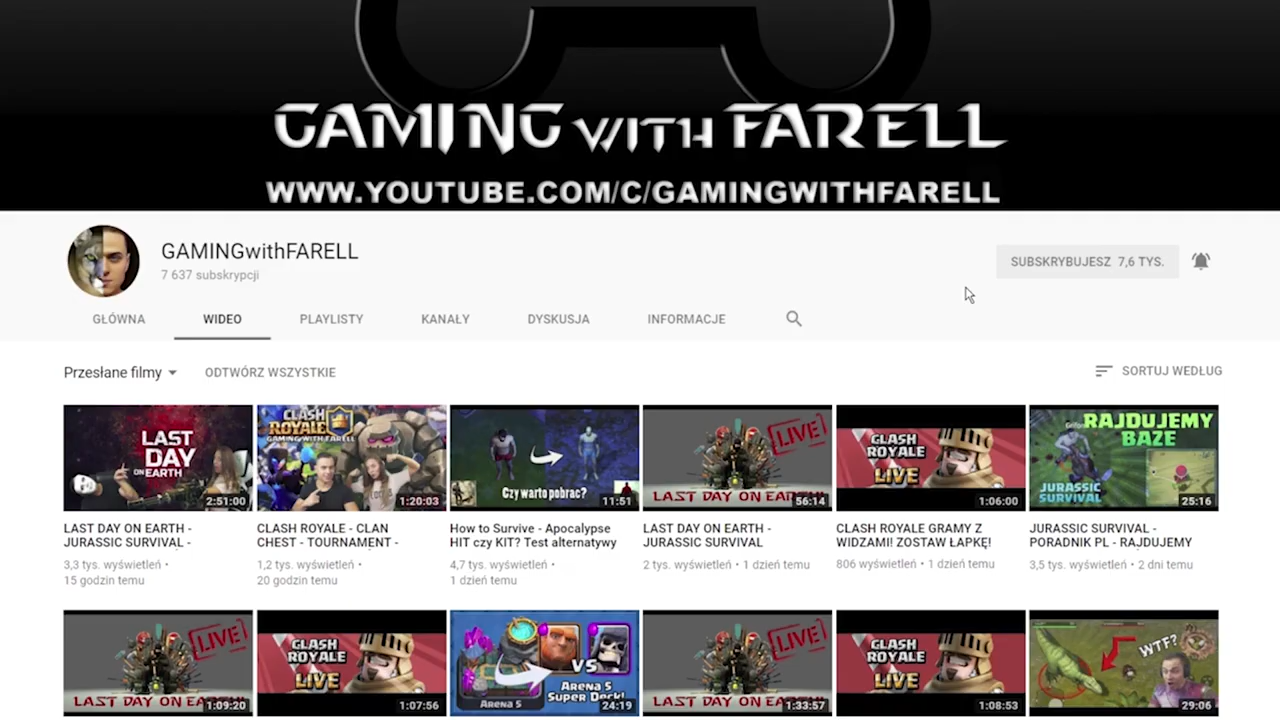 GAMING WITH FARELL
WWW.YOUTUBE.COM/C/GAMINGWITHFARELL
GAMINGwithFARELL
7 637 subskrypcji
SUBSKRYBUJESZ 7,6 TYS.
GŁÓWNA WIDEO PLAYLISTY KANAŁY DYSKUSJA INFORMACJE
Przesłane filmy ODTWÓRZ WSZYSTKIE SORTUJ WEDŁUG
LAST
DAY
ON EARTH
2:51:00
CLASH
ROYALE
GAMING WITH FARELL
1:20:03
Czy warto pobrać?
11:51
LIVE
LAST DAY ON EARTH
56:14
CLASH
ROYALE
LIVE
1:06:00
RAJDUJEMY
BAZE
JURASSIC
SURVIVAL
25:16
LAST DAY ON EARTH -
JURASSIC SURVIVAL -
3,3 tys. wyświetleń •
15 godzin temu
CLASH ROYALE - CLAN
CHEST - TOURNAMENT -
1,2 tys. wyświetleń •
20 godzin temu
How to Survive - Apocalypse
HIT czy KIT? Test alternatywy
4,7 tys. wyświetleń •
1 dzień temu
LAST DAY ON EARTH -
JURASSIC SURVIVAL
2 tys. wyświetleń • 1 dzień temu
CLASH ROYALE GRAMY Z
WIDZAMI! ZOSTAW ŁAPKĘ!
806 wyświetleń • 1 dzień temu
JURASSIC SURVIVAL -
PORADNIK PL - RAJDUJEMY
3,5 tys. wyświetleń • 2 dni temu
LIVE
LAST DAY ON EARTH
1:09:20
CLASH
ROYALE
LIVE
1:07:56
VS
Arena 5
Super Deck!
Arena 5
24:19
LIVE
LAST DAY ON EARTH
1:33:57
CLASH
ROYALE
LIVE
1:08:53
WTF?
29:06